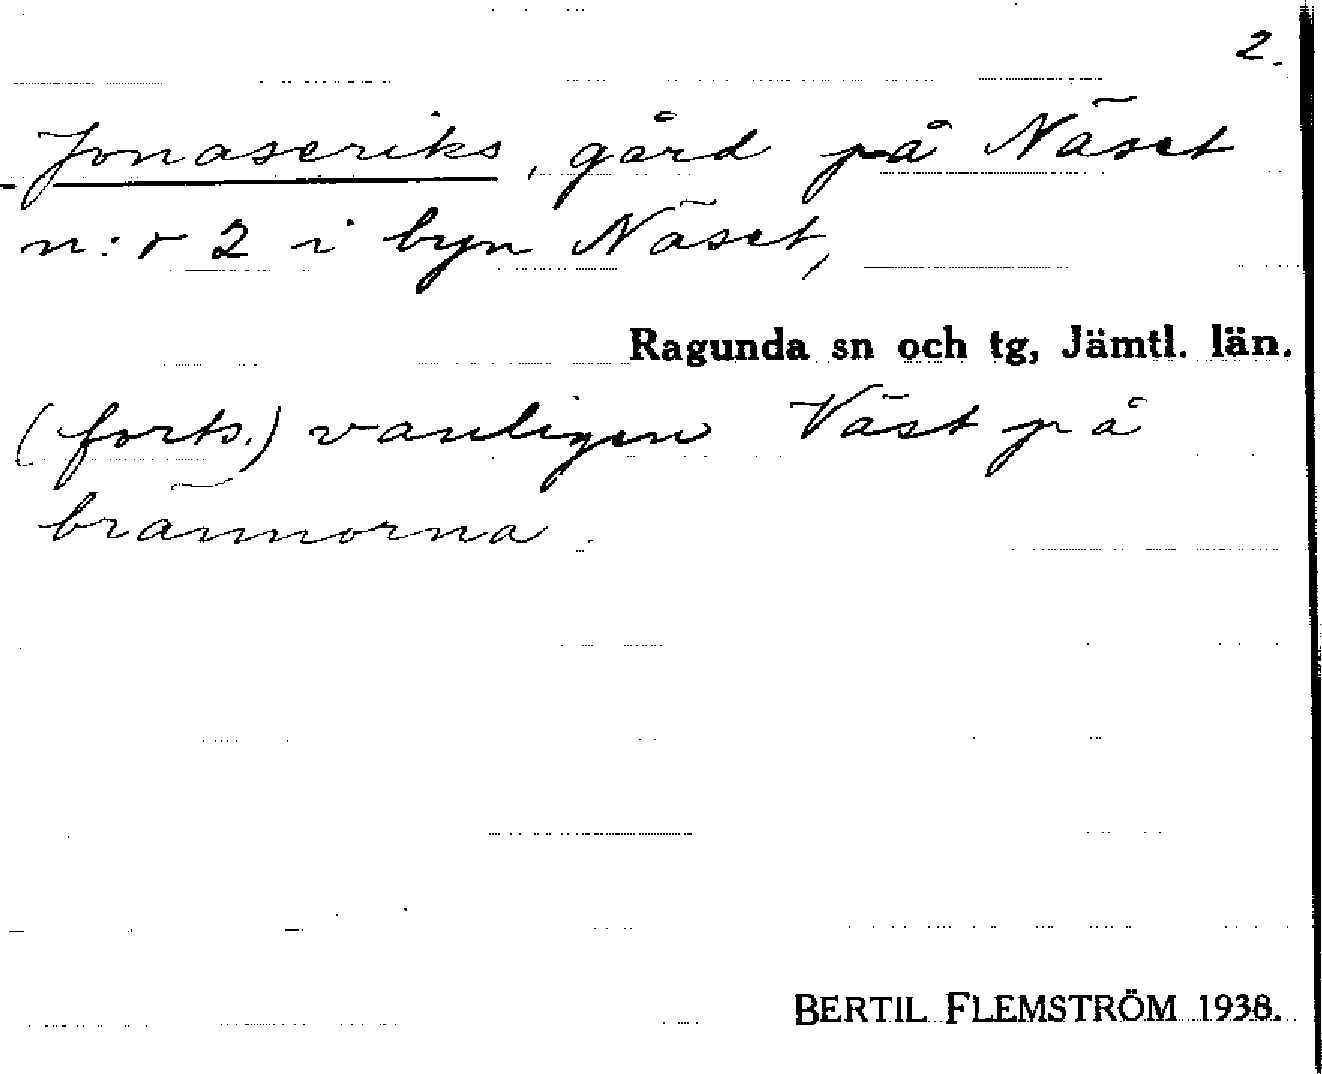 2.
Jonaseriks, gård på Näset
n:r 2 i byn Näset,
Ragunda sn och tg, Jämtl. län.
(forts.) vanligen Väst på
brännorna.
BERTIL FLEMSTRÖM 1938.